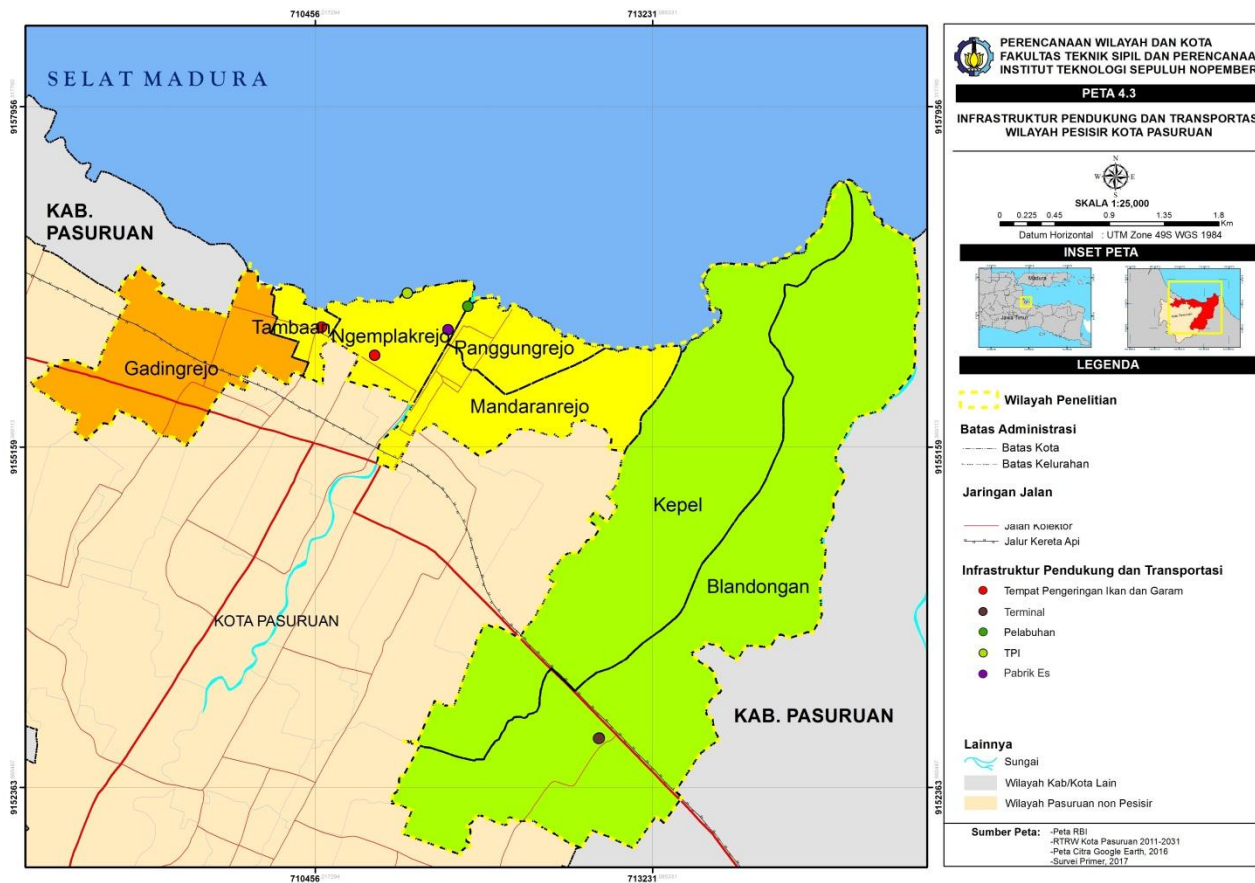 710456
713231
SELAT MADURA
9157956
9157956
KAB.
PASURUAN
Tambaan
Ngemplakrejo
Panggungrejo
Gadingrejo
Mandaranrejo
9155159
9155159
Kepel
Blandongan
KOTA PASURUAN
KAB. PASURUAN
9152363
9152363
710456
713231
PERENCANAAN WILAYAH DAN KOTA
FAKULTAS TEKNIK SIPIL DAN PERENCANAA
INSTITUT TEKNOLOGI SEPULUH NOPEMBER
PETA 4.3
INFRASTRUKTUR PENDUKUNG DAN TRANSPORTAS
WILAYAH PESISIR KOTA PASURUAN
N
W E
S
SKALA 1:25,000
0 0.225 0.45 0.9 1.35 1.8
Km
Datum Horizontal : UTM Zone 49S WGS 1984
INSET PETA
Madura
Jawa Timur
LEGENDA
Wilayah Penelitian
Batas Administrasi
Batas Kota
Batas Kelurahan
Jaringan Jalan
Jalan Kolektor
Jalur Kereta Api
Infrastruktur Pendukung dan Transportasi
Tempat Pengeringan Ikan dan Garam
Terminal
Pelabuhan
TPI
Pabrik Es
Lainnya
Sungai
Wilayah Kab/Kota Lain
Wilayah Pasuruan non Pesisir
Sumber Peta: -Peta RBI
-RTRW Kota Pasuruan 2011-2031
-Peta Citra Google Earth, 2016
-Survei Primer, 2017